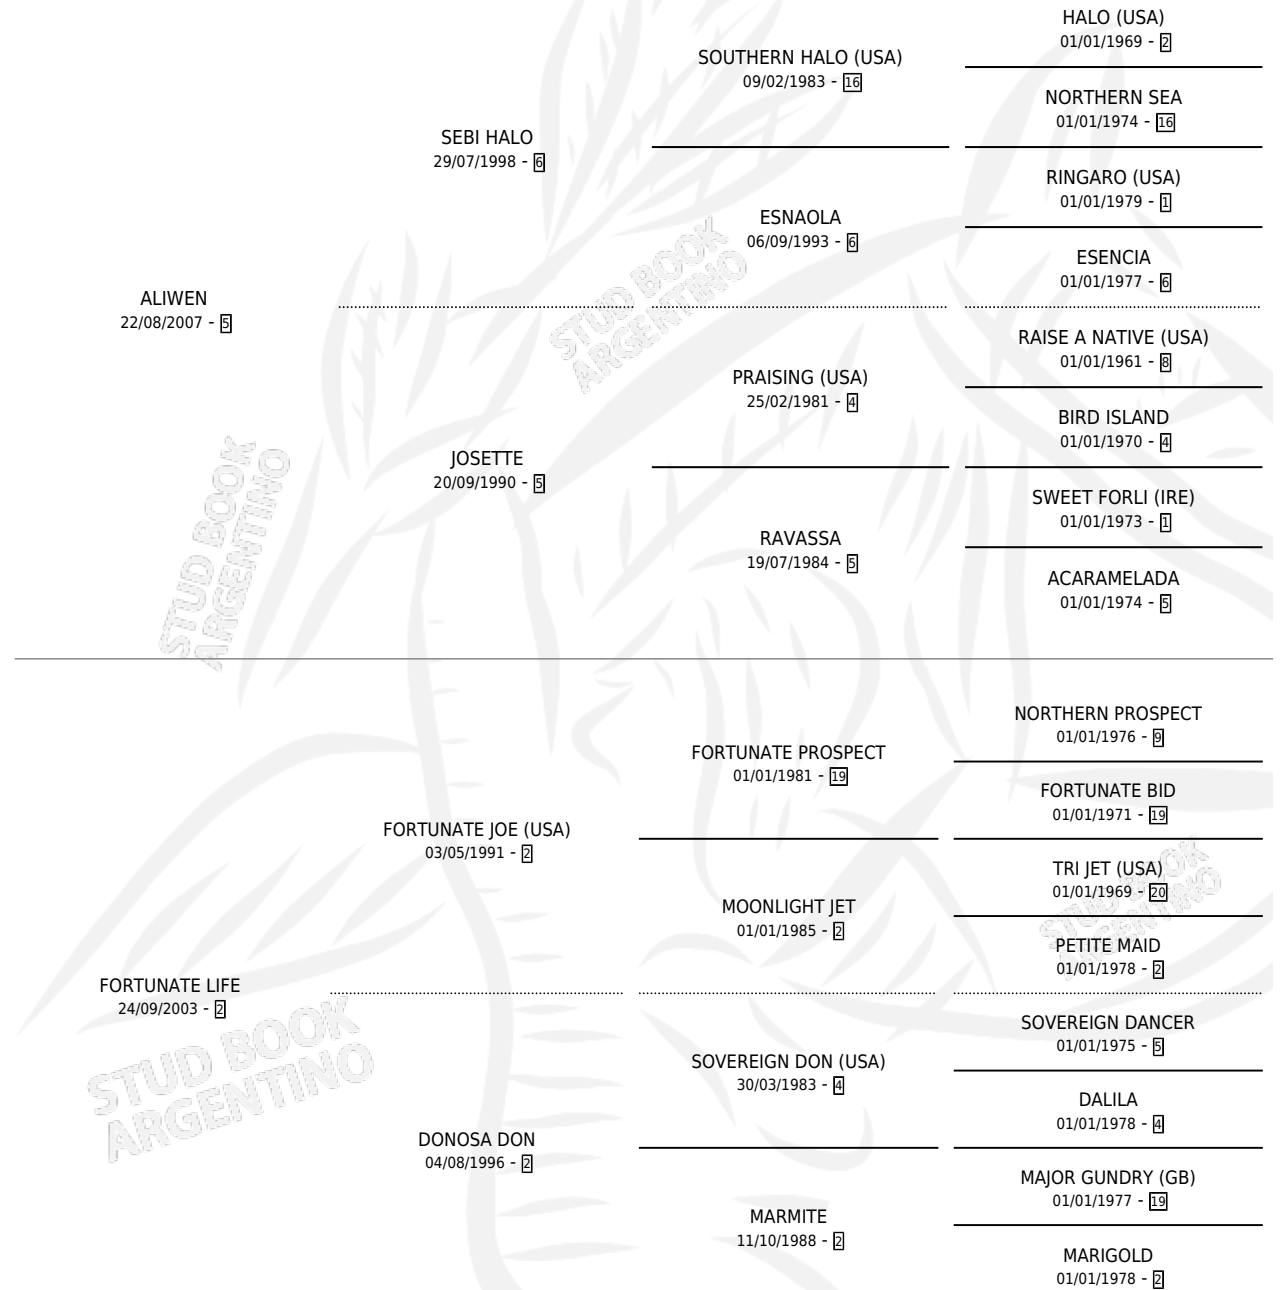 HALO (USA)
01/01/1969 - 2
SOUTHERN HALO (USA)
09/02/1983 - 16
NORTHERN SEA
01/01/1974 - 16
SEBI HALO
29/07/1998 - 6
RINGARO (USA)
01/01/1979 - 1
ESNAOLA
06/09/1993 - 6
ESENCIA
01/01/1977 - 6
ALIWEN
22/08/2007 - 5
RAISE A NATIVE (USA)
01/01/1961 - 8
PRAISING (USA)
25/02/1981 - 4
BIRD ISLAND
01/01/1970 - 4
JOSETTE
20/09/1990 - 5
SWEET FORLI (IRE)
01/01/1973 - 1
RAVASSA
19/07/1984 - 5
ACARAMELADA
01/01/1974 - 5
STUD BOOK
ARGENTINO
STUD BOOK
ARGENTINO
NORTHERN PROSPECT
01/01/1976 - 9
FORTUNATE PROSPECT
01/01/1981 - 19
FORTUNATE BID
01/01/1971 - 19
FORTUNATE JOE (USA)
03/05/1991 - 2
TRI JET (USA)
01/01/1969 - 20
MOONLIGHT JET
01/01/1985 - 2
PETITE MAID
01/01/1978 - 2
FORTUNATE LIFE
24/09/2003 - 2
SOVEREIGN DANCER
01/01/1975 - 5
SOVEREIGN DON (USA)
30/03/1983 - 4
DALILA
01/01/1978 - 4
DONOSA DON
04/08/1996 - 2
MAJOR GUNDRY (GB)
01/01/1977 - 19
MARMITE
11/10/1988 - 2
MARIGOLD
01/01/1978 - 2
STUD BOOK
ARGENTINO
STUD BOOK
ARGENTINO